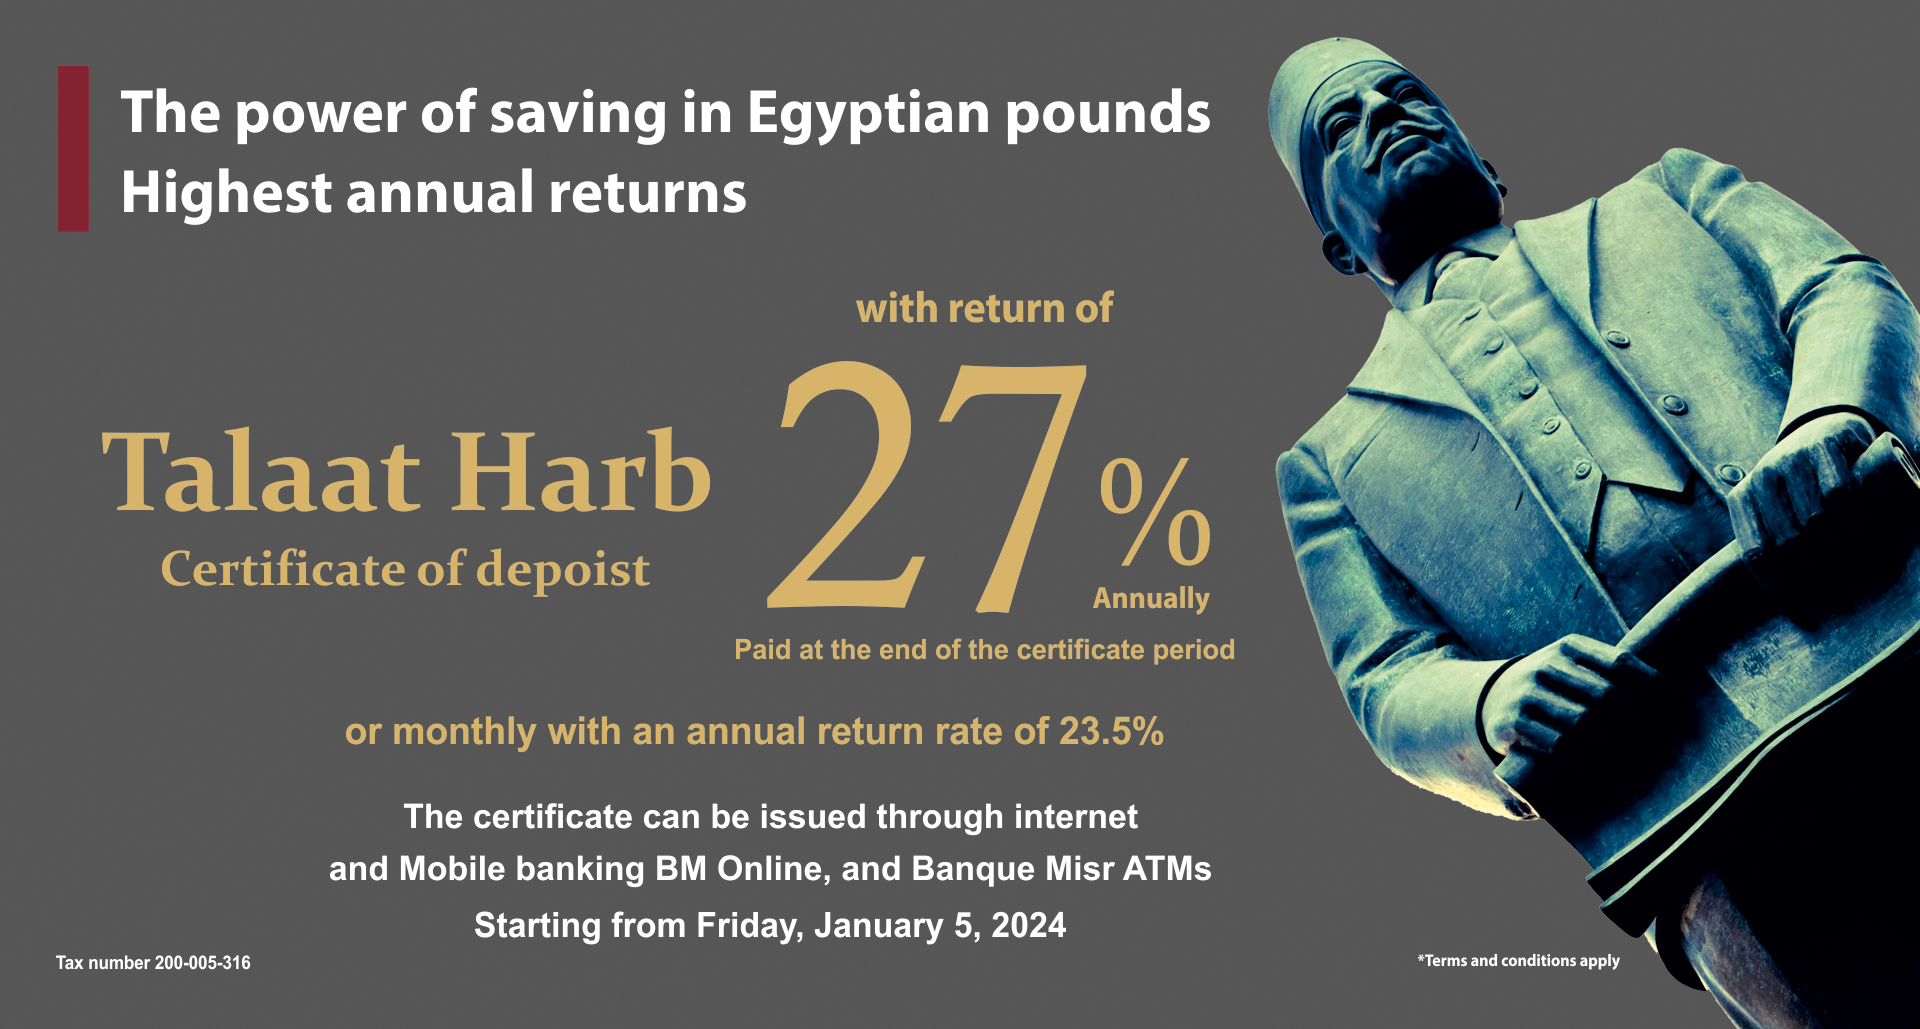 The power of saving in Egyptian pounds
Highest annual returns
with return of
27%
Annually
Talaat Harb
Certificate of depoist
Paid at the end of the certificate period
or monthly with an annual return rate of 23.5%
The certificate can be issued through internet
and Mobile banking BM Online, and Banque Misr ATMs
Starting from Friday, January 5, 2024
Tax number 200-005-316
*Terms and conditions apply